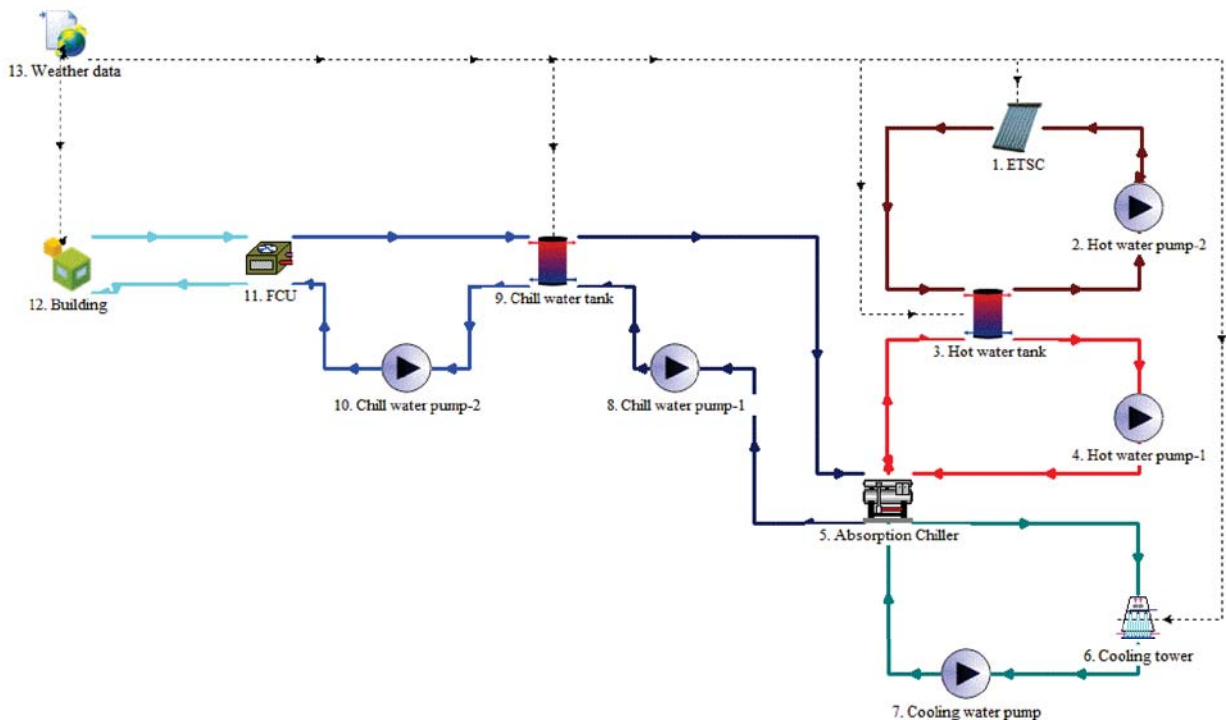 13. Weather data
1. ETSC
2. Hot water pump-2
12. Building
11. FCU
9. Chill water tank
3. Hot water tank
10. Chill water pump-2
8. Chill water pump-1
4. Hot water pump-1
5. Absorption Chiller
6. Cooling tower
7. Cooling water pump